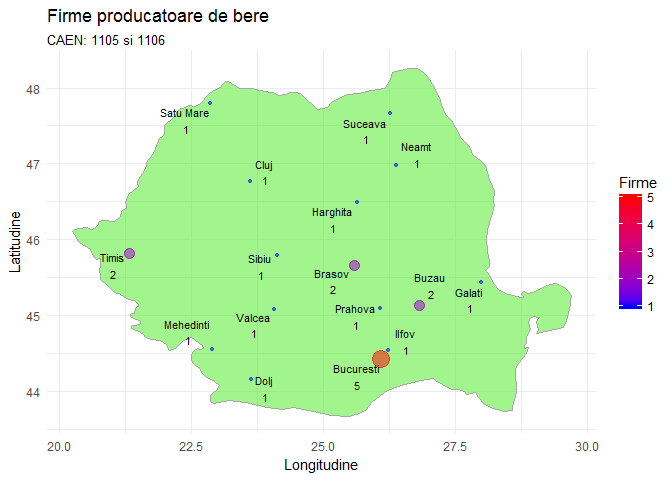 Firme producatoare de bere
CAEN: 1105 si 1106
48
47
46
45
44
Latitudine
20.0
22.5
25.0
27.5
30.0
Longitudine
Satu Mare
1
Suceava
1
Neamt
1
Cluj
1
Harghita
1
Timis
2
Sibiu
1
Brasov
2
Buzau
2
Galati
1
Valcea
1
Prahova
1
Mehedinti
1
Ilfov
1
Bucuresti
5
Dolj
1
Firme
5
4
3
2
1